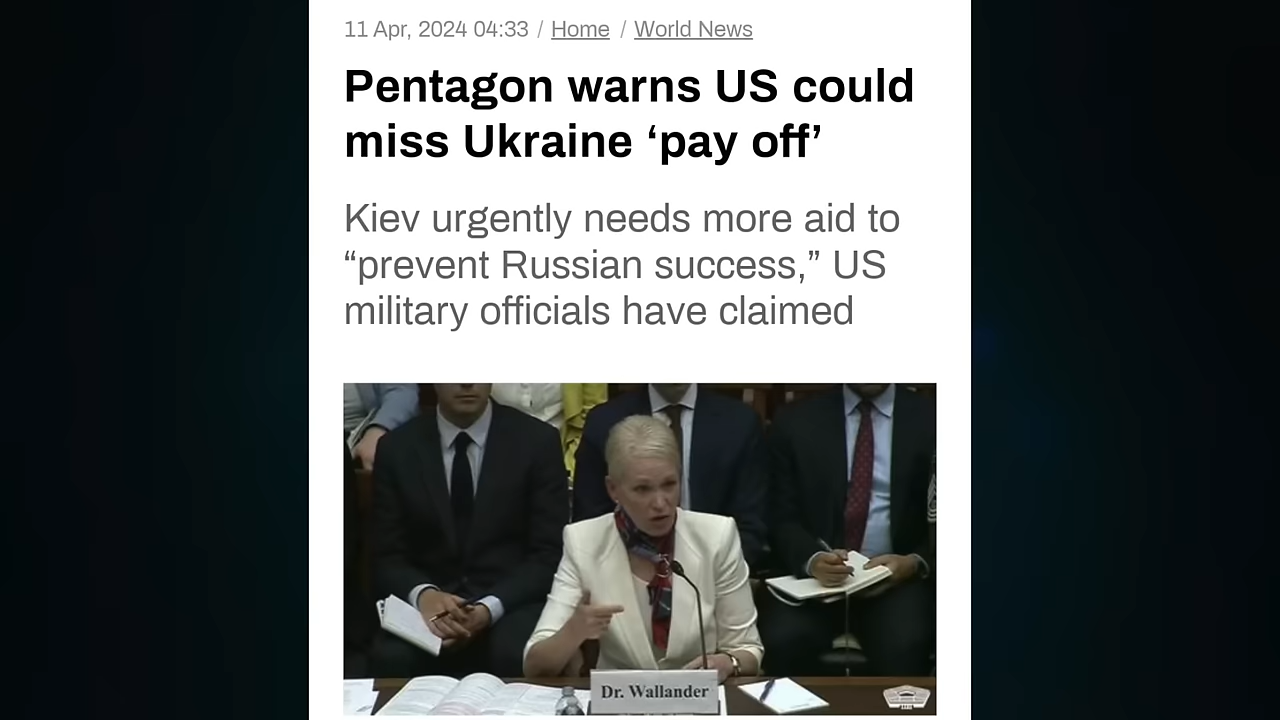 11 Apr, 2024 04:33 / Home / World News
Pentagon warns US could
miss Ukraine ‘pay off’
Kiev urgently needs more aid to
“prevent Russian success,” US
military officials have claimed
Dr. Wallander